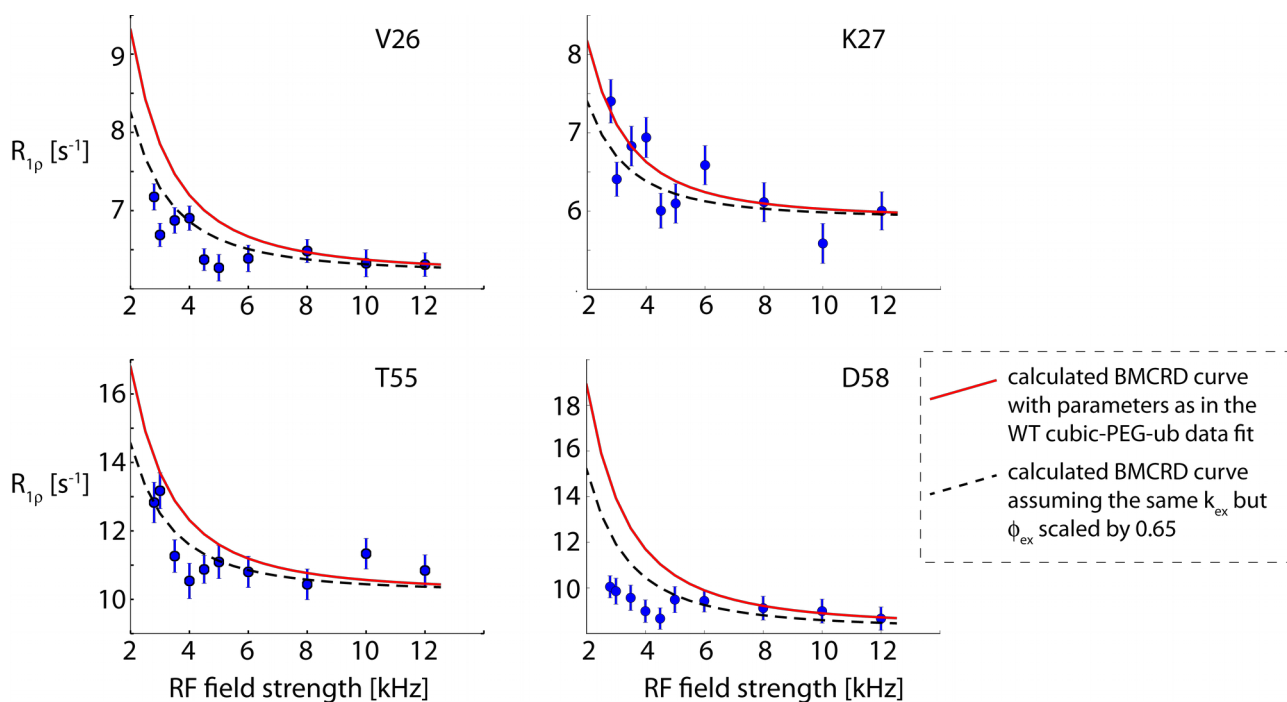 V26
9
8
7
R1ρ [s-1]
2 4 6 8 10 12
K27
8
7
6
2 4 6 8 10 12
T55
16
14
12
10
R1ρ [s-1]
2 4 6 8 10 12
RF field strength [kHz]
D58
18
16
14
12
10
2 4 6 8 10 12
RF field strength [kHz]
calculated BMCRD curve
with parameters as in the
WT cubic-PEG-ub data fit
calculated BMCRD curve
assuming the same kex but
ϕex scaled by 0.65